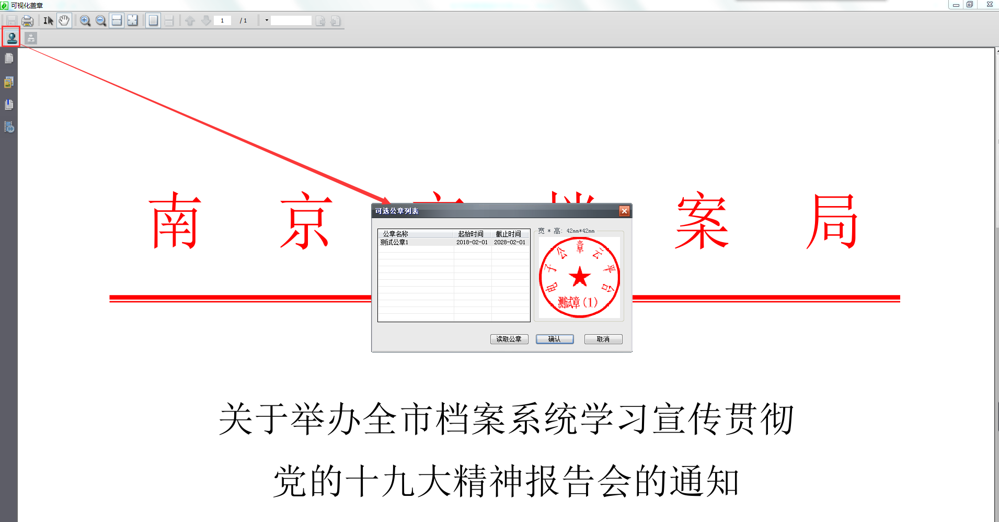 可视化盖章
1 / 1
南京市档案局
可选公章列表
公章名称 起始时间 截止时间
测试公章1 2018-02-01 2028-02-01
宽 * 高: 42mm*42mm
电子公章云平台
测试章(1)
读取公章 确认 取消
关于举办全市档案系统学习宣传贯彻
党的十九大精神报告会的通知